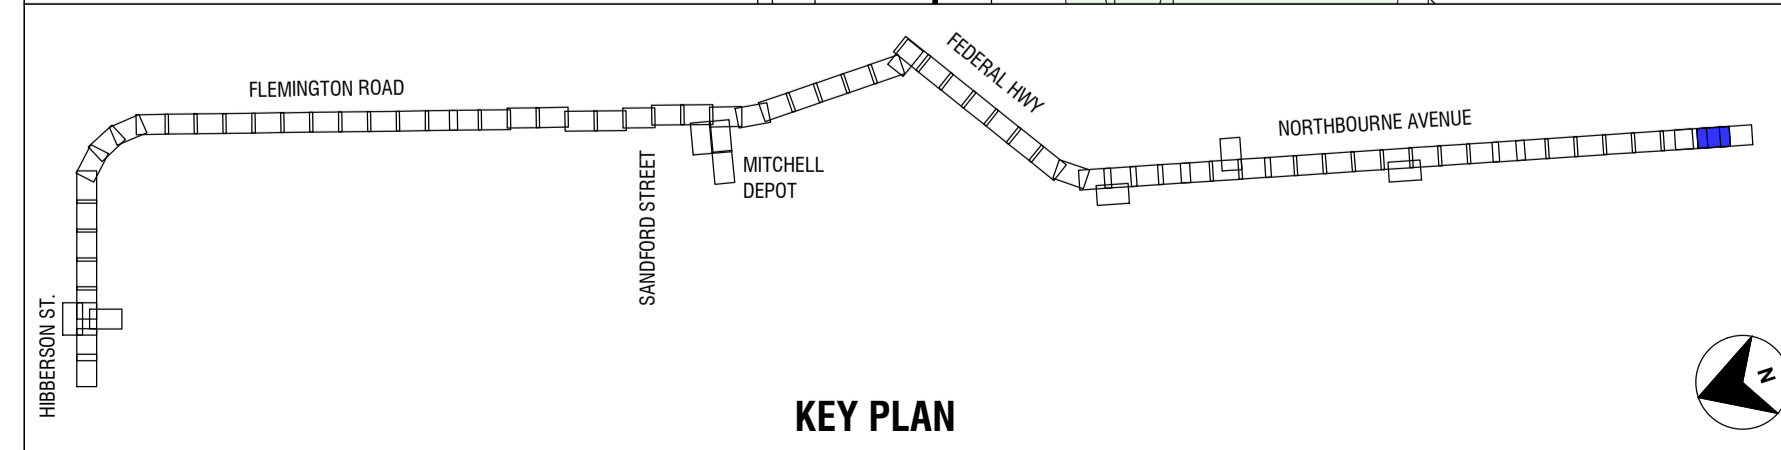 FLEMINGTON ROAD
FEDERAL HWY
NORTHBOURNE AVENUE
SANDFORD STREET
MITCHELL
DEPOT
HIBBERSON ST.
KEY PLAN
N